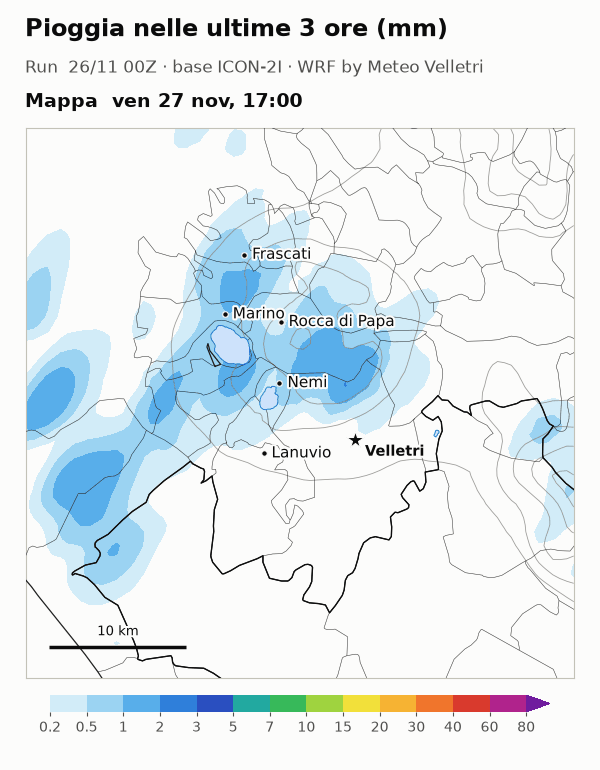 Pioggia nelle ultime 3 ore (mm)
Run  26/11 00Z · base ICON-2I · WRF by Meteo Velletri
Mappa  ven 27 nov, 17:00
Frascati
Marino
Rocca di Papa
Nemi
Velletri
Lanuvio
10 km
0.2 0.5 1 2 3 5 7 10 15 20 30 40 60 80